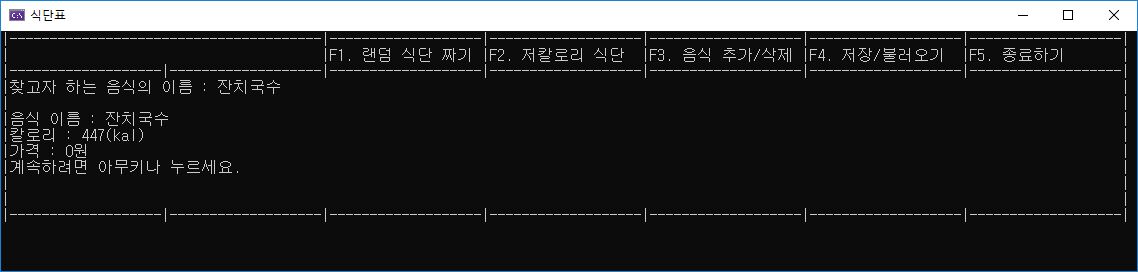 식단표
F1. 랜덤 식단 짜기|F2. 저칼로리 식단 |F3. 음식 추가/삭제|F4. 저장/불러오기 |F5. 종료하기
찾고자 하는 음식의 이름 : 잔치국수
음식 이름 : 잔치국수
칼로리 : 447(kal)
가격 : 0원
계속하려면 아무키나 누르세요.